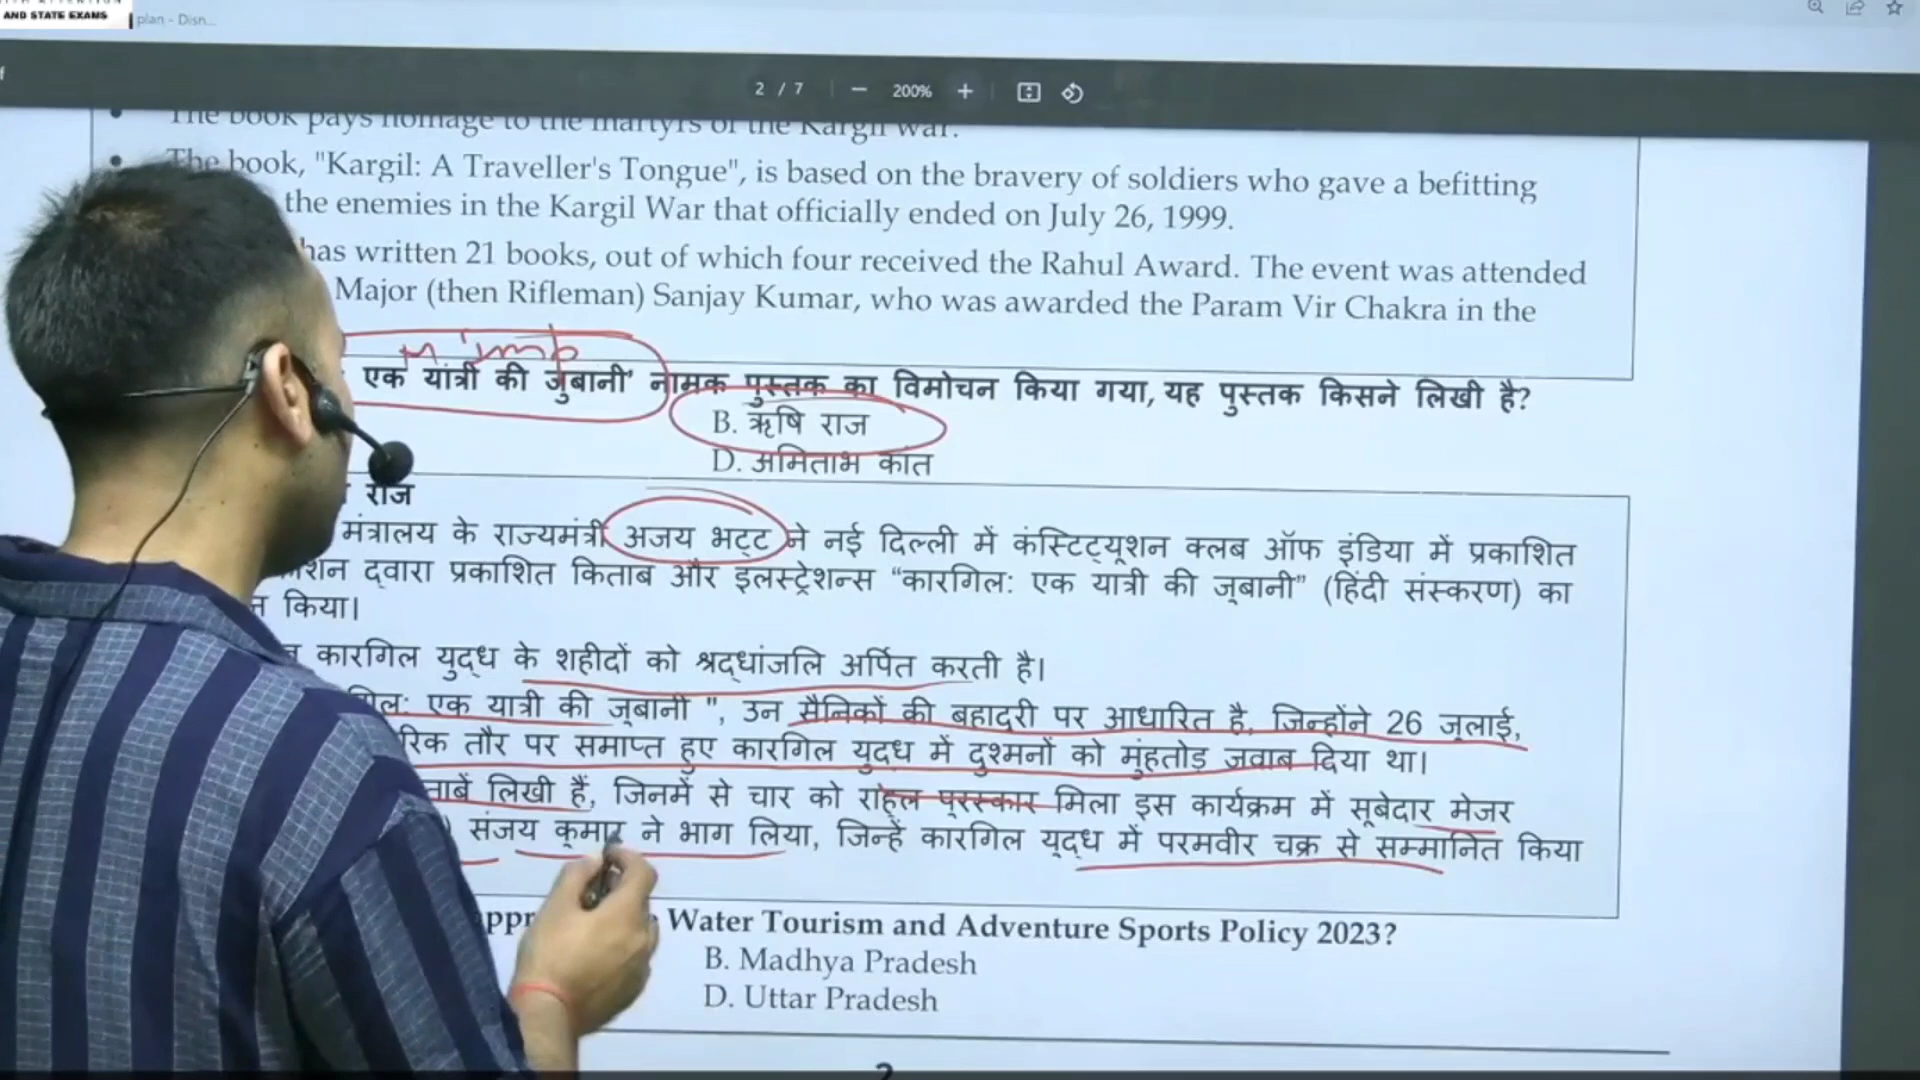 AND STATE EXAMS
plan - Disn...
2 / 7
200%
The book pays homage to the martyrs of the Kargil war.
The book, "Kargil: A Traveller's Tongue", is based on the bravery of soldiers who gave a befitting
the enemies in the Kargil War that officially ended on July 26, 1999.
has written 21 books, out of which four received the Rahul Award. The event was attended
Major (then Rifleman) Sanjay Kumar, who was awarded the Param Vir Chakra in the
imp
एक यात्री की जुबानी' नामक पुस्तक का विमोचन किया गया, यह पुस्तक किसने लिखी है?
B. ऋषि राज
D. अमिताभ कांत
राज
मंत्रालय के राज्यमंत्री अजय भट्ट ने नई दिल्ली में कंस्टिट्यूशन क्लब ऑफ इंडिया में प्रकाशित
द्वारा प्रकाशित किताब और इलस्ट्रेशन्स “कारगिल: एक यात्री की जुबानी” (हिंदी संस्करण) का
किया।
कारगिल युद्ध के शहीदों को श्रद्धांजलि अर्पित करती है।
एक यात्री की जुबानी ", उन सैनिकों की बहादुरी पर आधारित है, जिन्होंने 26 जुलाई,
तौर पर समाप्त हुए कारगिल युद्ध में दुश्मनों को मुंहतोड़ जवाब दिया था।
लिखी हैं, जिनमें से चार को राहुल पुरस्कार मिला इस कार्यक्रम में सूबेदार मेजर
संजय कुमार ने भाग लिया, जिन्हें कारगिल युद्ध में परमवीर चक्र से सम्मानित किया
Water Tourism and Adventure Sports Policy 2023?
B. Madhya Pradesh
D. Uttar Pradesh